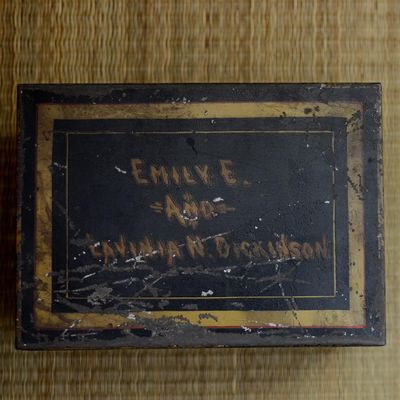 EMILY E.
=AND=
LAVINIA N. DICKINSON